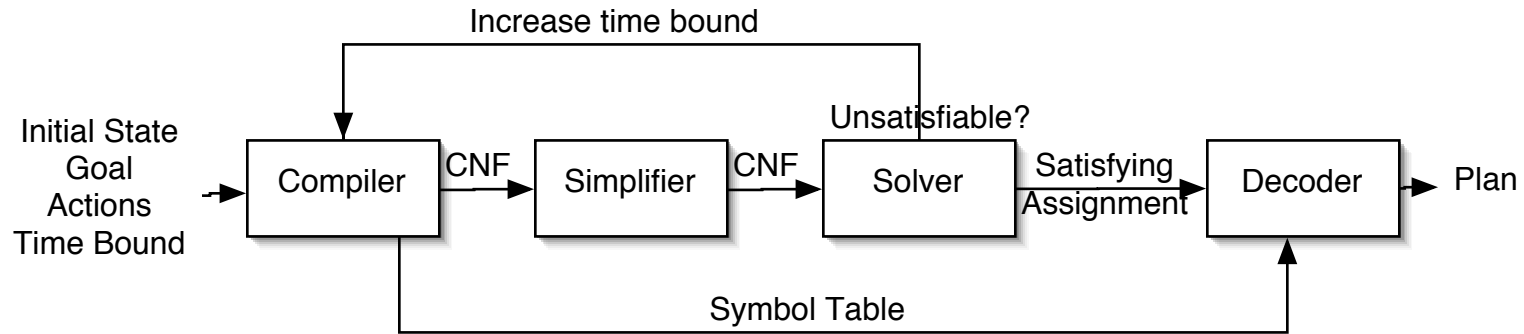 Increase time bound
Unsatisfiable?
Initial State
Goal
Actions
Time Bound
Compiler
CNF
Simplifier
CNF
Solver
Satisfying
Assignment
Decoder
Plan
Symbol Table